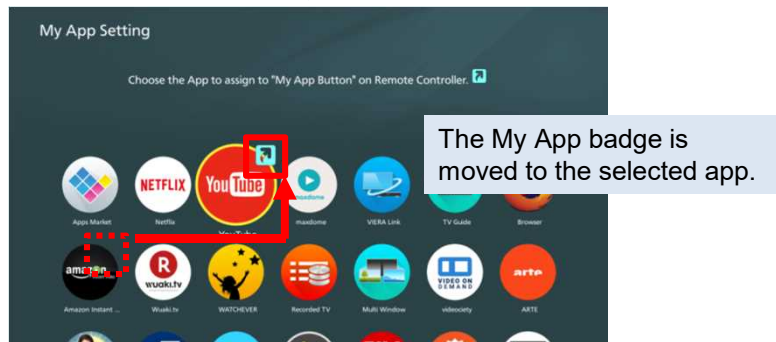 My App Setting
Choose the App to assign to "My App Button" on Remote Controller.
The My App badge is
moved to the selected app.
NETFLIX
You Tube
maxdome
Apps Market
Netflix
YouTube
maxdome
VIERA Link
TV Guide
Browser
amazon
R
wuaki.tv
VIDEO ON
DEMAND
arte
Amazon Instant ...
Wuaki.tv
WATCHEVER
Recorded TV
Multi Window
videociety
ARTE